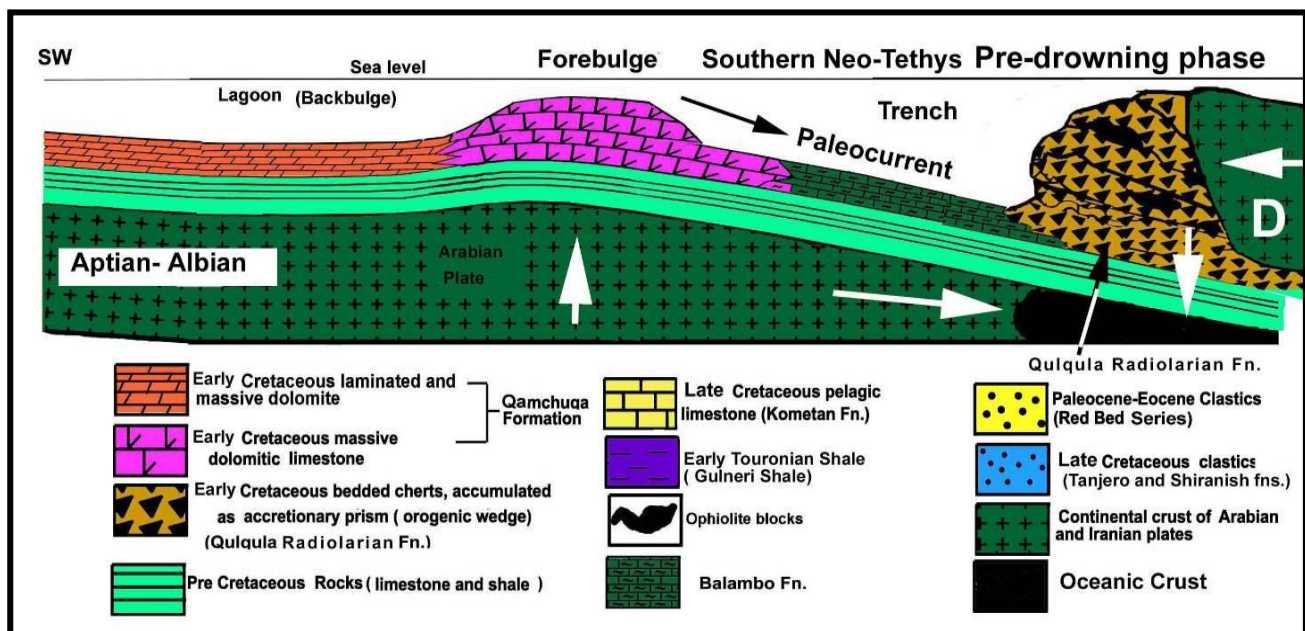 SW
Sea level
Forebulge
Southern Neo-Tethys
Pre-drowning phase
Lagoon (Backbulge)
Trench
Paleocurrent
D
Aptian- Albian
Arabian
Plate
Qulqula Radiolarian Fn.
Early Cretaceous laminated and
massive dolomite
Qamchuqa
Formation
Early Cretaceous massive
dolomitic limestone
Early Cretaceous bedded cherts, accumulated
as accretionary prism ( orogenic wedge)
(Qulqula Radiolarian Fn.)
Pre Cretaceous Rocks ( limestone and shale )
Late Cretaceous pelagic
limestone (Kometan Fn.)
Early Touronian Shale
( Gulneri Shale)
Ophiolite blocks
Balambo Fn.
Paleocene-Eocene Clastics
(Red Bed Series)
Late Cretaceous clastics
(Tanjero and Shiranish fns.)
Continental crust of Arabian
and Iranian plates
Oceanic Crust